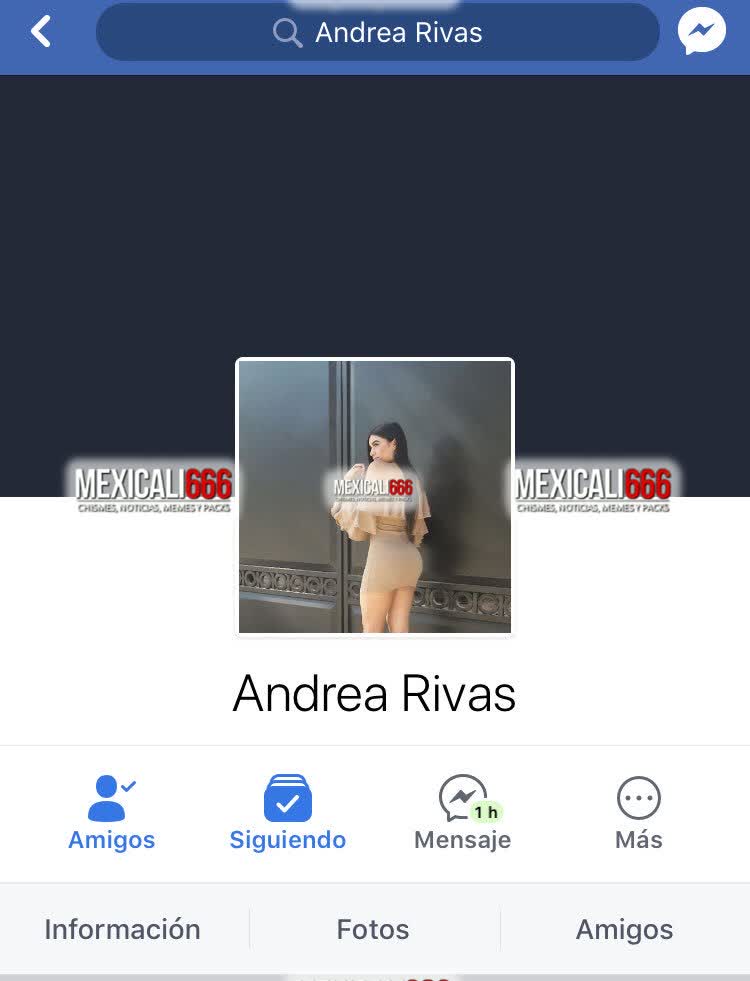 Andrea Rivas
MEXICALI666
CHISMES, NOTICIAS, MEMES Y PACKS
MEXICALI666
CHISMES, NOTICIAS, MEMES Y PACKS
MEXICALI666
CHISMES, NOTICIAS, MEMES Y PACKS
Andrea Rivas
1 h
Amigos
Siguiendo
Mensaje
Más
Información
Fotos
Amigos